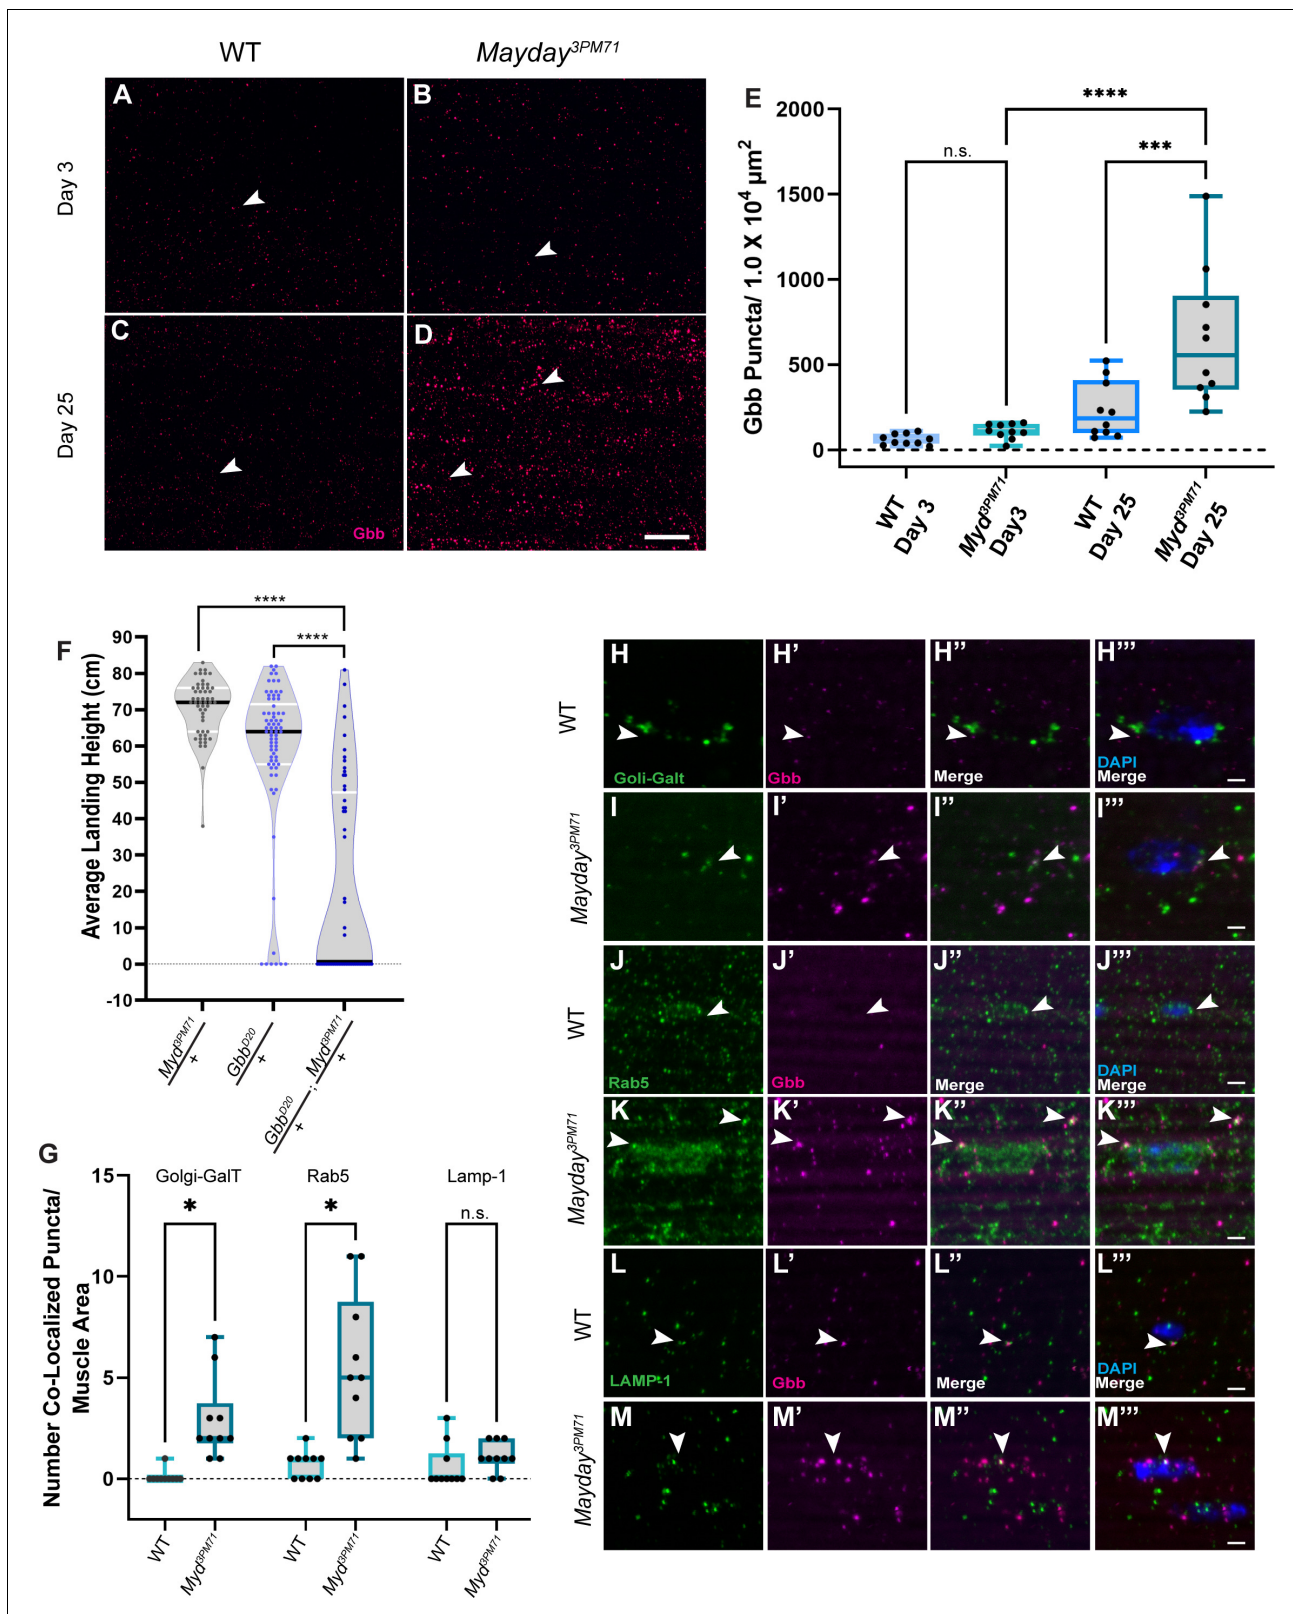 WT
Mayday3PM71
Day 3
Day 25
A
B
C
D
Gbb
E
Gbb Puncta/ 1.0 X 10⁴ µm²
2000
1500
1000
500
0
n.s.
****
***
WT
Day 3
Myd3PM71
Day3
WT
Day 25
Myd3PM71
Day 25
F
Average Landing Height (cm)
90
80
70
60
50
40
30
20
10
0
-10
****
****
Myd3PM71
+
GbbD20
+
GbbD20 ; Myd3PM71
+ +
G
Number Co-Localized Puncta/
Muscle Area
15
10
5
0
Golgi-GalT
Rab5
Lamp-1
*
*
n.s.
WT
Myd3PM71
WT
Myd3PM71
WT
Myd3PM71
WT
H
H’
H’’
H’’’
Goli-Galt
Gbb
Merge
DAPI
Merge
Mayday3PM71
I
I’
I’’
I’’’
WT
J
J’
J’’
J’’’
Rab5
Gbb
Merge
DAPI
Merge
Mayday3PM71
K
K’
K’’
K’’’
WT
L
L’
L’’
L’’’
LAMP-1
Gbb
Merge
DAPI
Merge
Mayday3PM71
M
M’
M’’
M’’’